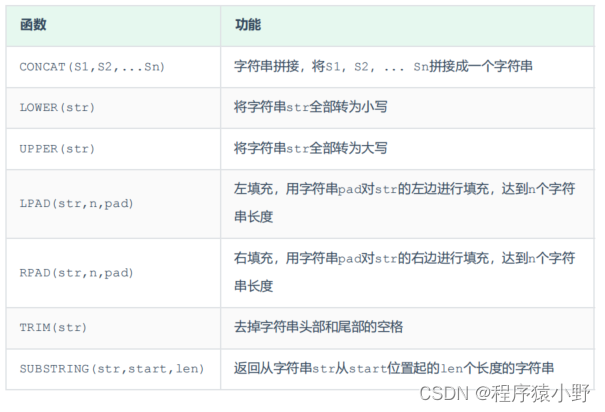 函数 功能
CONCAT(S1,S2,...Sn) 字符串拼接，将S1，S2，... Sn拼接成一个字符串
LOWER(str) 将字符串str全部转为小写
UPPER(str) 将字符串str全部转为大写
LPAD(str,n,pad) 左填充，用字符串pad对str的左边进行填充，达到n个字符
串长度
RPAD(str,n,pad) 右填充，用字符串pad对str的右边进行填充，达到n个字符
串长度
TRIM(str) 去掉字符串头部和尾部的空格
SUBSTRING(str,start,len) 返回从字符串str从start位置起的len个长度的字符串
CSDN @程序猿小野